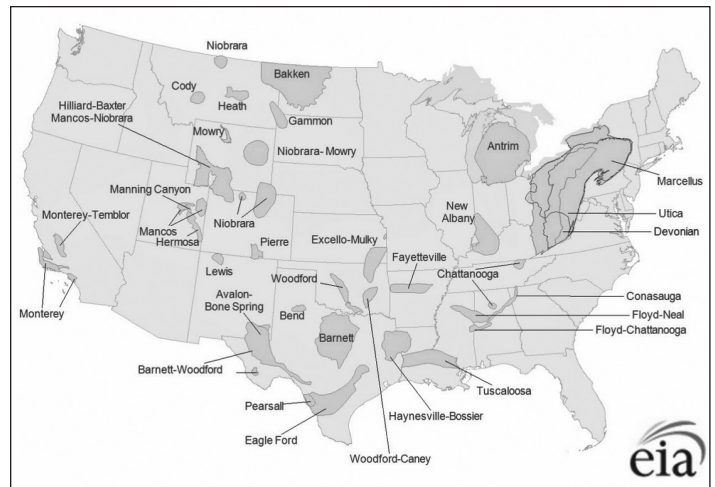 Niobrara
Bakken
Cody
Heath
Hilliard-Baxter
Mancos-Niobrara
Gammon
Mowry
Antrim
Niobrara- Mowry
Marcellus
Manning Canyon
Monterey-Temblor
Niobrara
New
Albany
Utica
Mancos
Hermosa
Devonian
Pierre
Excello-Mulky
Fayetteville
Lewis
Woodford
Chattanooga
Avalon-
Bone Spring
Bend
Conasauga
Floyd-Neal
Monterey
Barnett
Floyd-Chattanooga
Barnett-Woodford
Tuscaloosa
Pearsall
Haynesville-Bossier
Eagle Ford
Woodford-Caney
eia